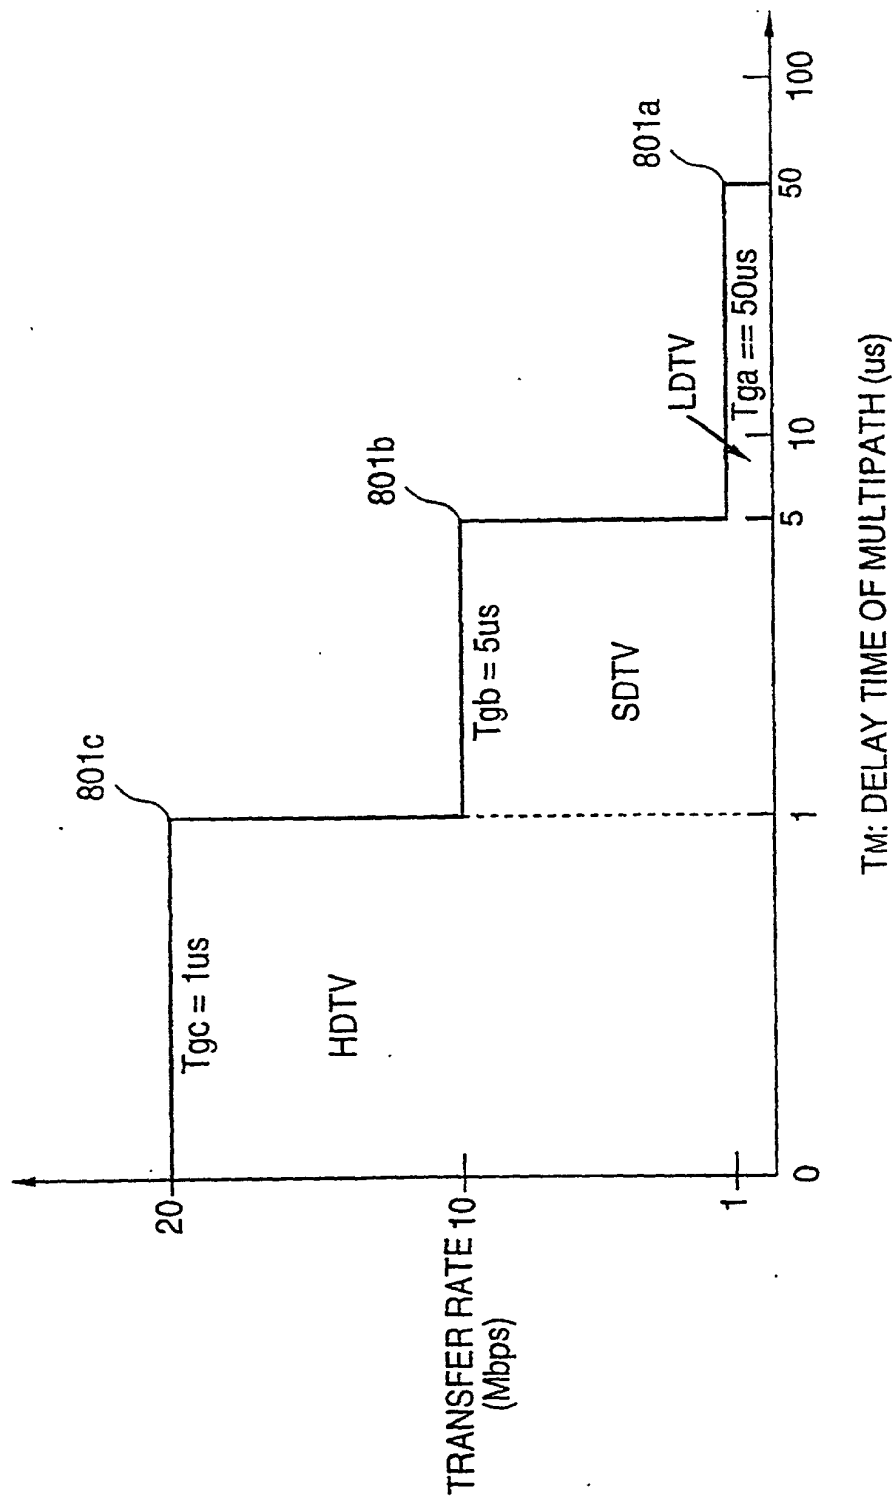 801c
20
Tgc = 1us
HDTV
801b
TRANSFER RATE
(Mbps)
10
Tgb = 5us
SDTV
801a
LDTV
Tga == 50us
1
0
1
5
10
50
100
TM: DELAY TIME OF MULTIPATH (us)